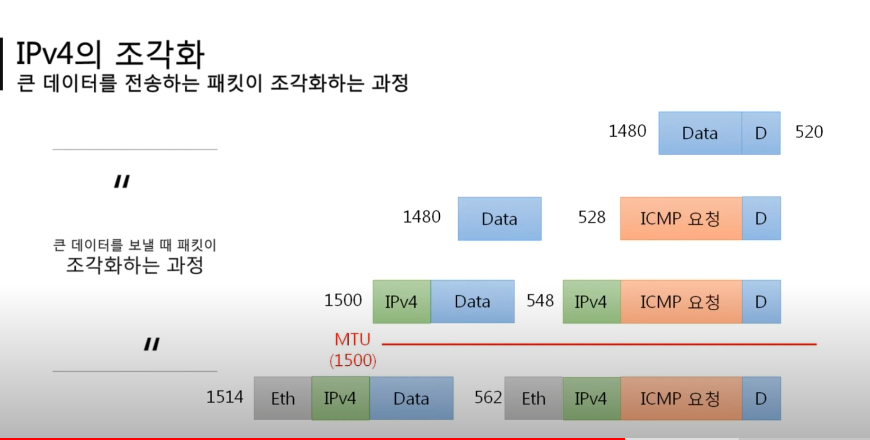 IPv4의 조각화
큰 데이터를 전송하는 패킷이 조각화하는 과정
1480 Data D 520
"
1480 Data 528 ICMP 요청 D
큰 데이터를 보낼 때 패킷이
조각화하는 과정
1500 IPv4 Data 548 IPv4 ICMP 요청 D
MTU
(1500)
"
1514 Eth IPv4 Data 562 Eth IPv4 ICMP 요청 D